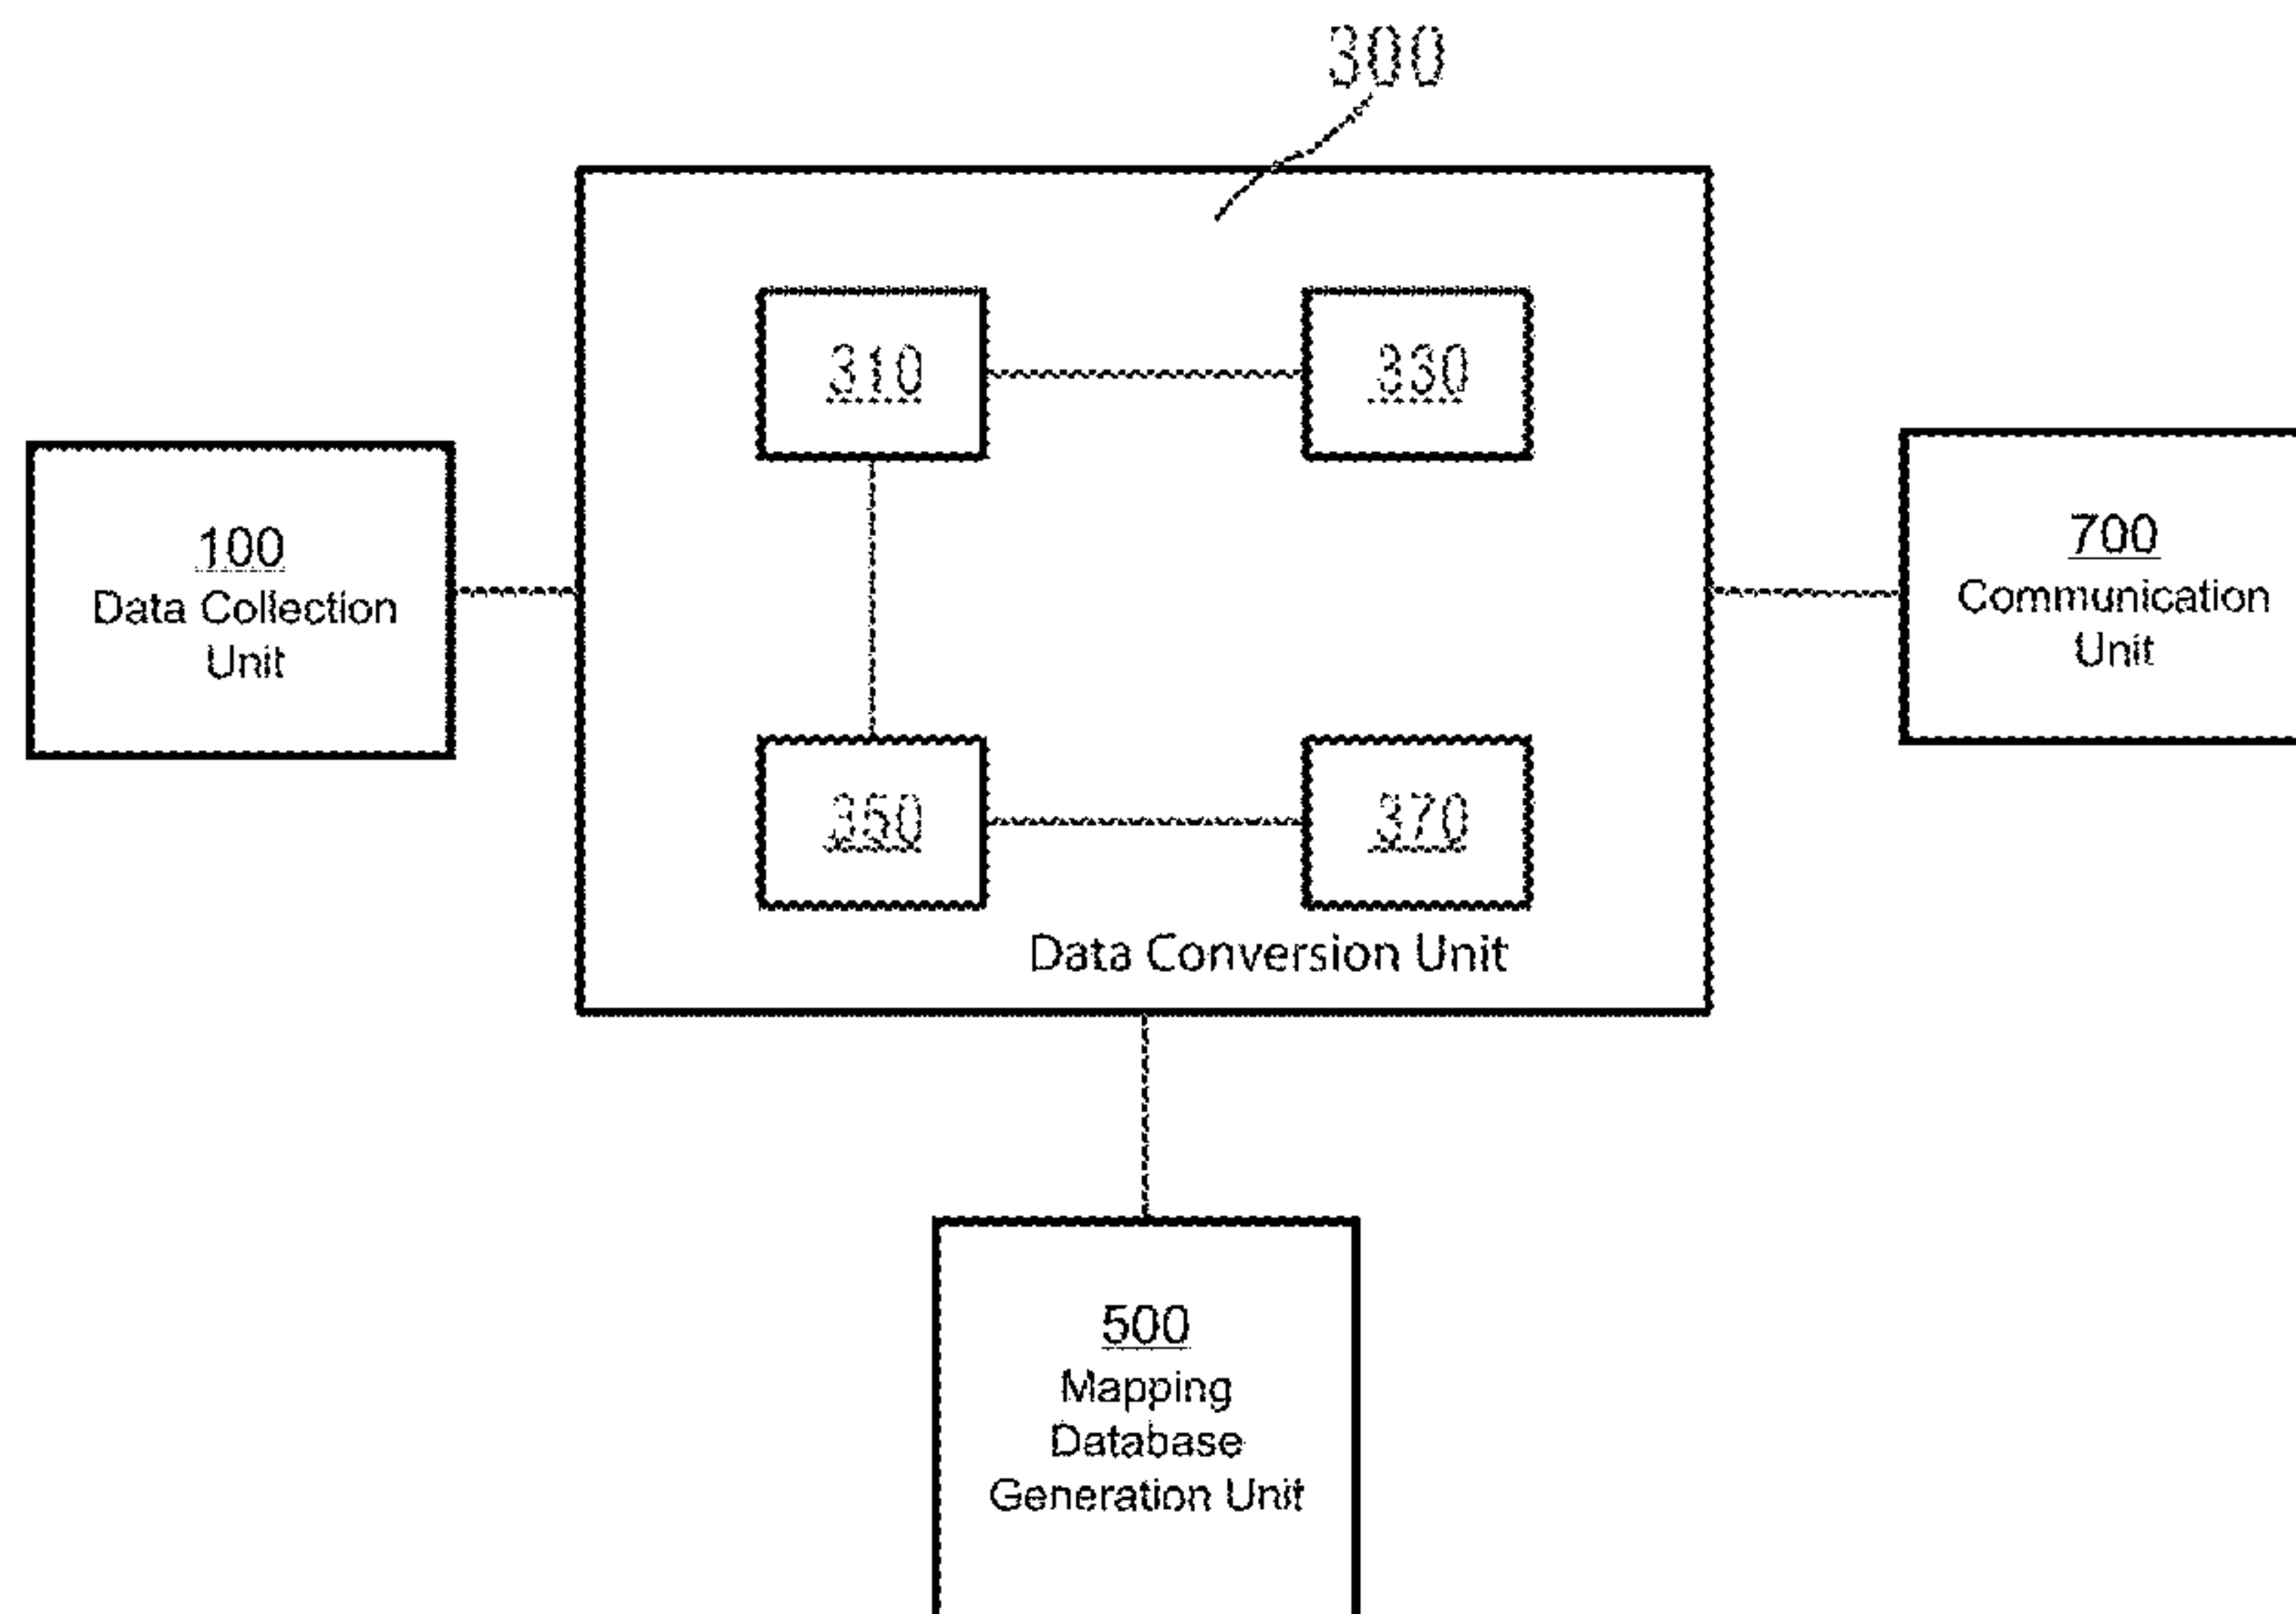 300
310
330
100
Data Collection
Unit
700
Communication
Unit
350
370
Data Conversion Unit
500
Mapping
Database
Generation Unit